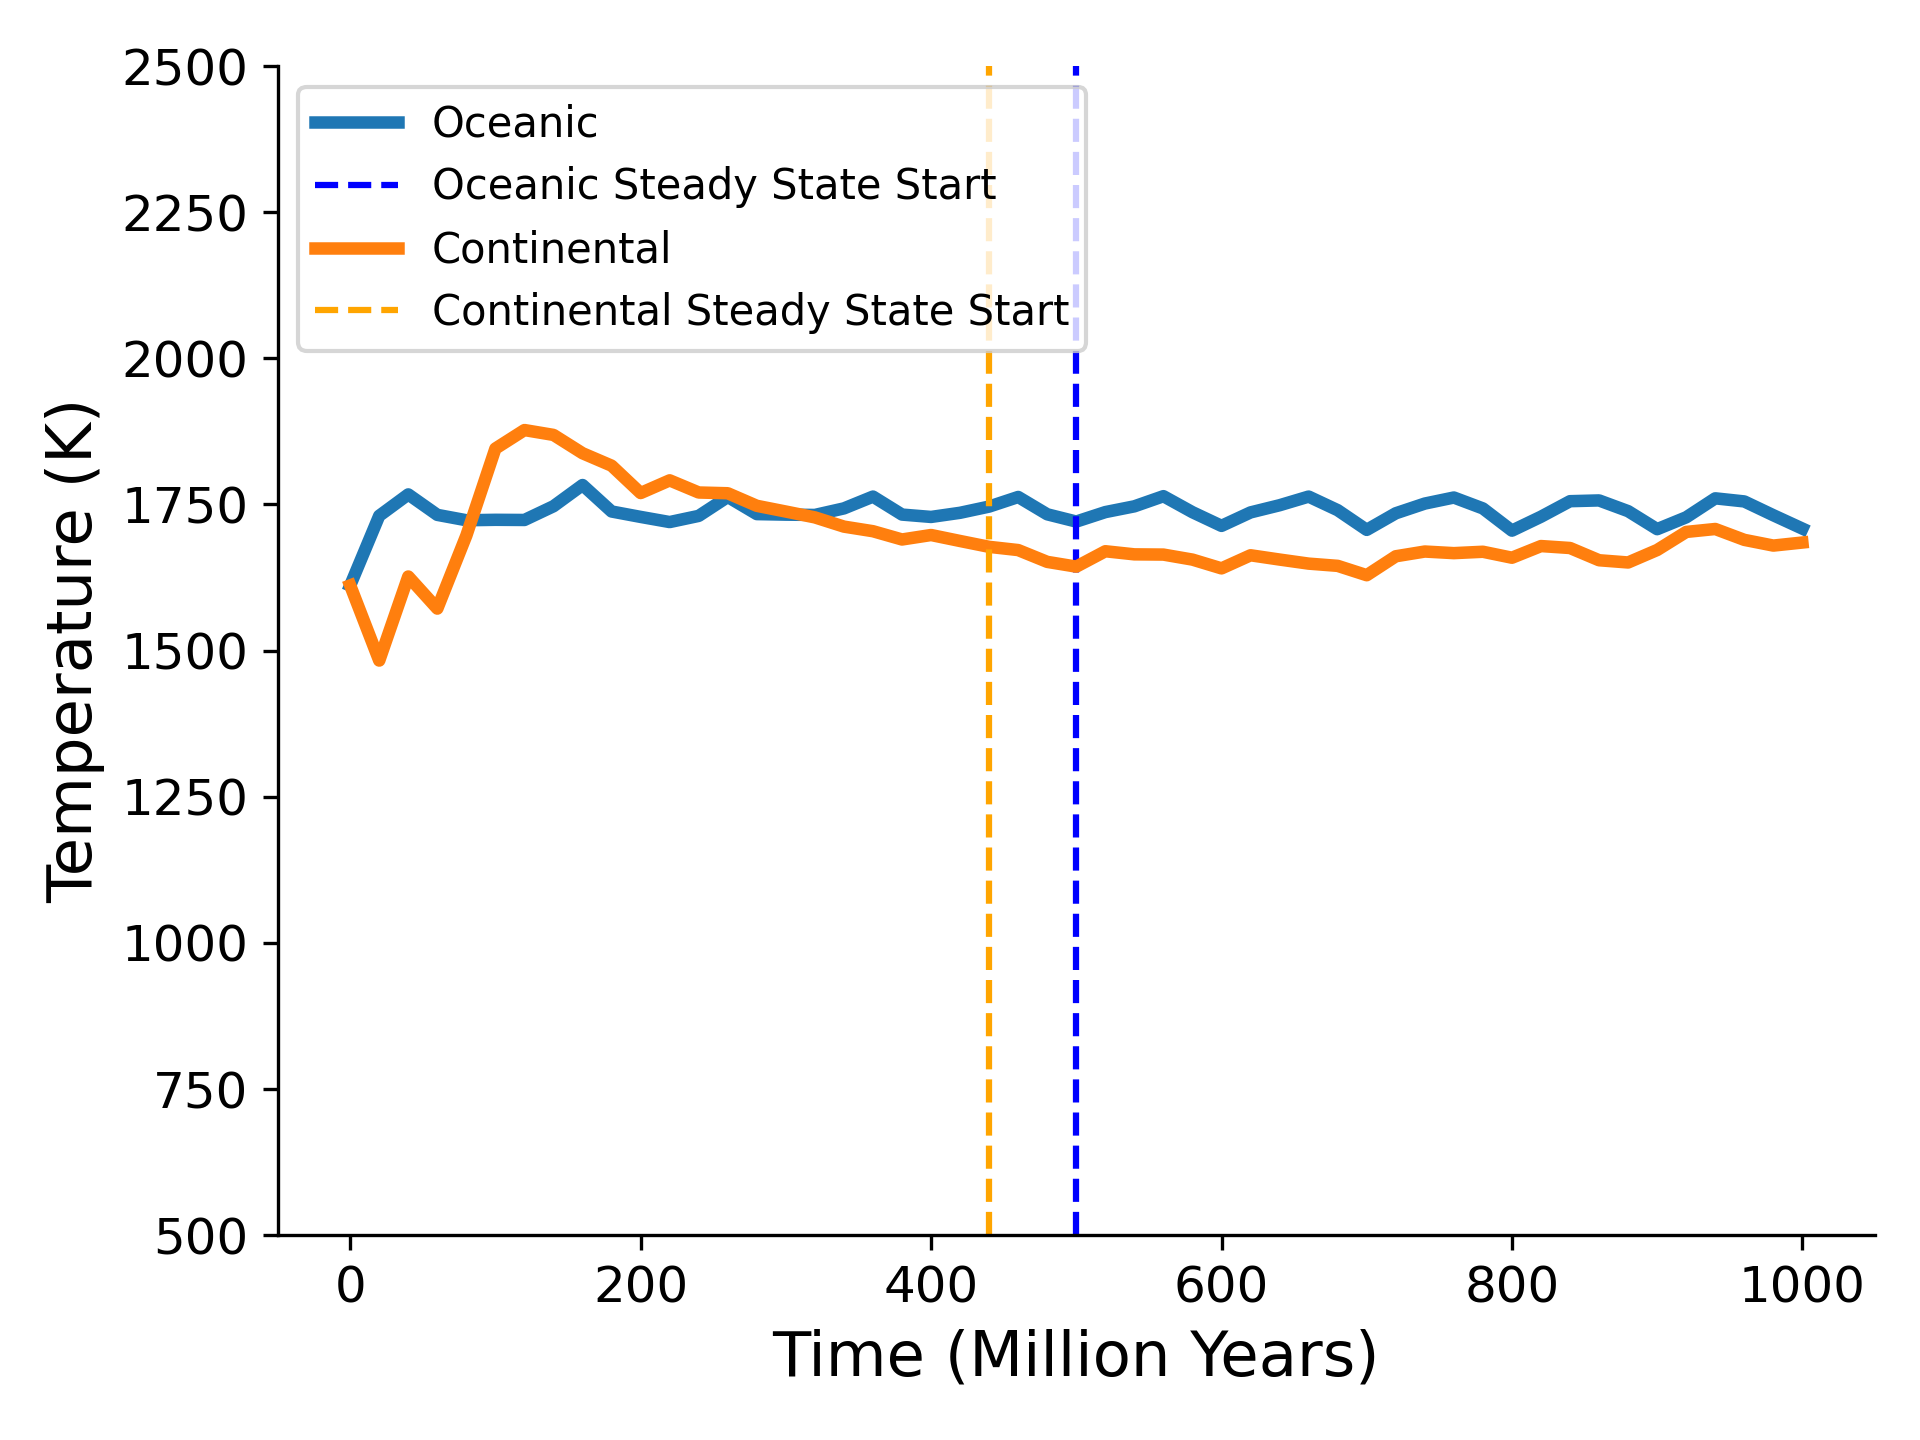 2500
2250
2000
1750
1500
1250
1000
750
500
Temperature (K)
Oceanic
Oceanic Steady State Start
Continental
Continental Steady State Start
0 200 400 600 800 1000
Time (Million Years)